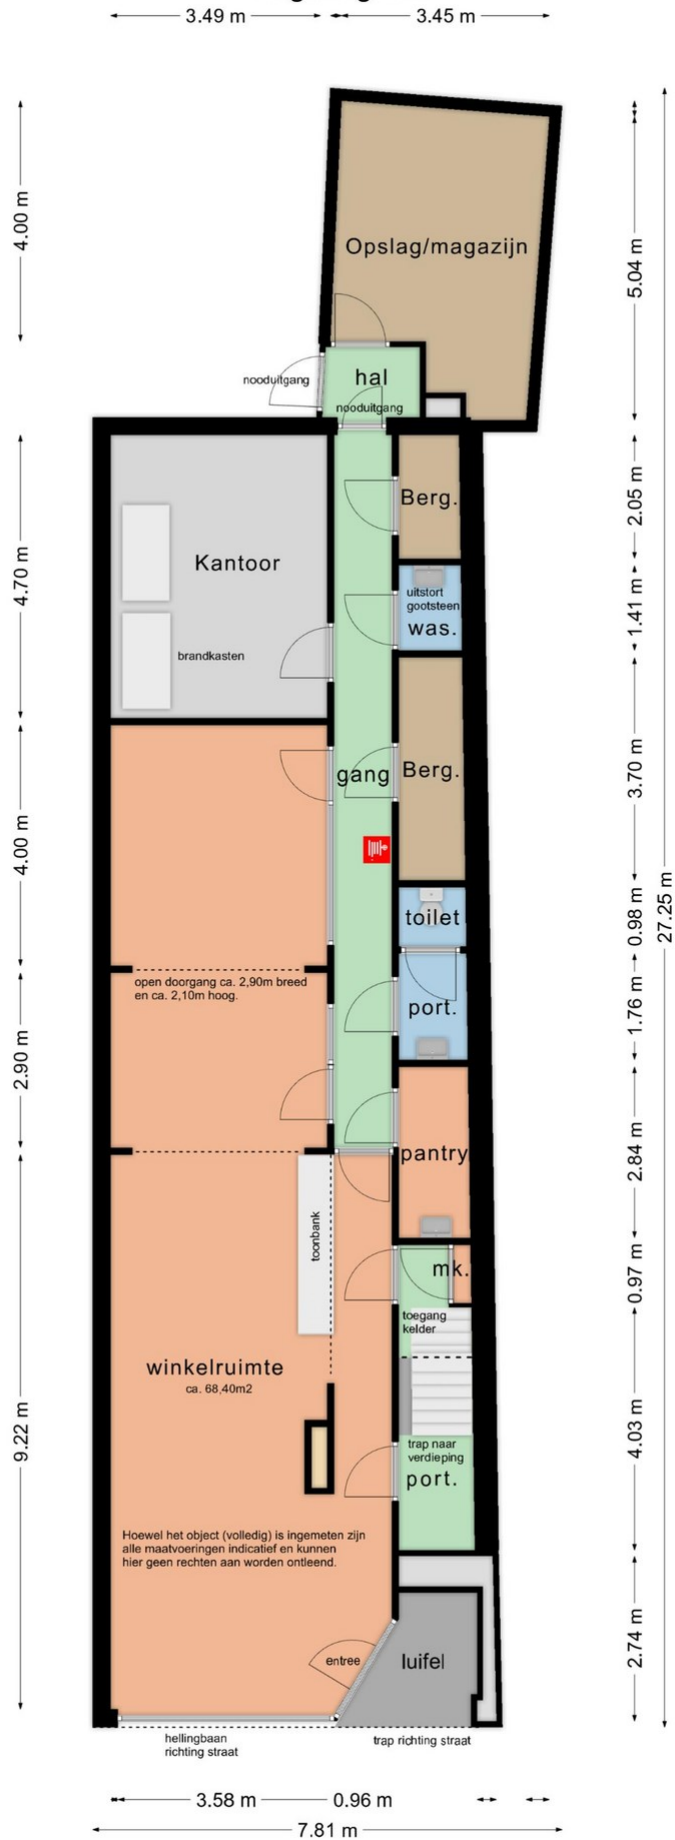 3.49 m
3.45 m
4.00 m
5.04 m
Opslag/magazijn
nooduitgang
hal
nooduitgang
4.70 m
Kantoor
brandkasten
Berg.
2.05 m
uitstort
gootsteen
was.
1.41 m
4.00 m
gang
Berg.
3.70 m
27.25 m
toilet
0.98 m
open doorgang ca. 2,90m breed
en ca. 2,10m hoog.
port.
1.76 m
2.90 m
pantry
2.84 m
toonbank
mk.
0.97 m
toegang
kelder
winkelruimte
ca. 68,40m2
9.22 m
4.03 m
trap naar
verdieping
port.
Hoewel het object (volledig) is ingemeten zijn
alle maatvoeringen indicatief en kunnen
hier geen rechten aan worden ontleend.
entree
luifel
2.74 m
hellingbaan
richting straat
trap richting straat
3.58 m
0.96 m
7.81 m